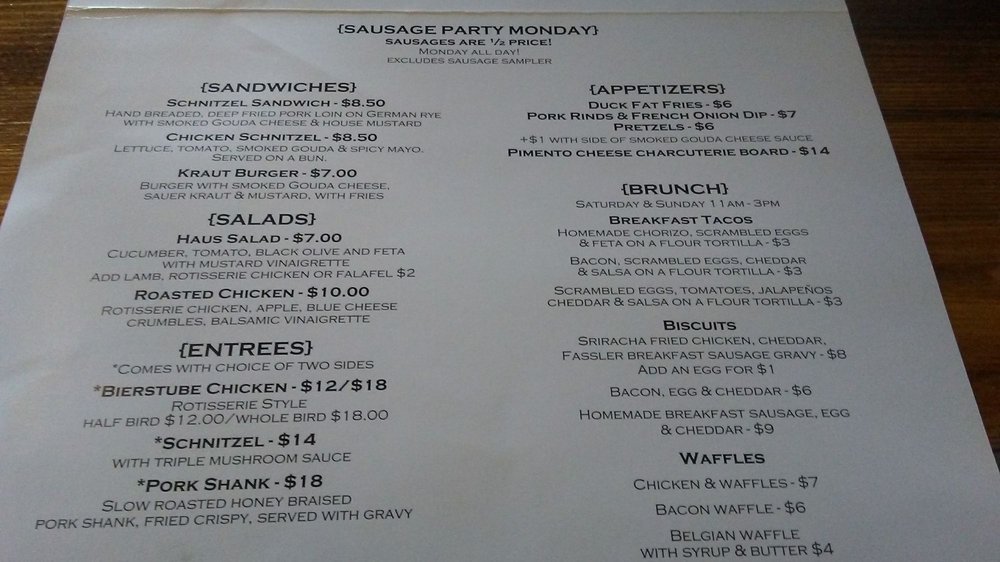 {SAUSAGE PARTY MONDAY}
SAUSAGES ARE ½ PRICE!
MONDAY ALL DAY!
EXCLUDES SAUSAGE SAMPLER
{SANDWICHES}
SCHNITZEL SANDWICH - $8.50
HAND BREADED, DEEP FRIED PORK LOIN ON GERMAN RYE
WITH SMOKED GOUDA CHEESE & HOUSE MUSTARD
CHICKEN SCHNITZEL - $8.50
LETTUCE, TOMATO, SMOKED GOUDA & SPICY MAYO.
SERVED ON A BUN.
KRAUT BURGER - $7.00
BURGER WITH SMOKED GOUDA CHEESE,
SAUER KRAUT & MUSTARD, WITH FRIES
{SALADS}
HAUS SALAD - $7.00
CUCUMBER, TOMATO, BLACK OLIVE AND FETA
WITH MUSTARD VINAIGRETTE
ADD LAMB, ROTISSERIE CHICKEN OR FALAFEL $2
ROASTED CHICKEN - $10.00
ROTISSERIE CHICKEN, APPLE, BLUE CHEESE
CRUMBLES, BALSAMIC VINAIGRETTE
{ENTREES}
*COMES WITH CHOICE OF TWO SIDES
*BIERSTUBE CHICKEN - $12/$18
ROTISSERIE STYLE
HALF BIRD $12.00/WHOLE BIRD $18.00
*SCHNITZEL - $14
WITH TRIPLE MUSHROOM SAUCE
*PORK SHANK - $18
SLOW ROASTED HONEY BRAISED
PORK SHANK, FRIED CRISPY, SERVED WITH GRAVY
{APPETIZERS}
DUCK FAT FRIES - $6
PORK RINDS & FRENCH ONION DIP - $7
PRETZELS - $6
+$1 WITH SIDE OF SMOKED GOUDA CHEESE SAUCE
PIMENTO CHEESE CHARCUTERIE BOARD - $14
{BRUNCH}
SATURDAY & SUNDAY 11AM - 3PM
BREAKFAST TACOS
HOMEMADE CHORIZO, SCRAMBLED EGGS
& FETA ON A FLOUR TORTILLA - $3
BACON, SCRAMBLED EGGS, CHEDDAR
& SALSA ON A FLOUR TORTILLA - $3
SCRAMBLED EGGS, TOMATOES, JALAPEÑOS
CHEDDAR & SALSA ON A FLOUR TORTILLA - $3
BISCUITS
SRIRACHA FRIED CHICKEN, CHEDDAR,
FASSLER BREAKFAST SAUSAGE GRAVY - $8
ADD AN EGG FOR $1
BACON, EGG & CHEDDAR - $6
HOMEMADE BREAKFAST SAUSAGE, EGG
& CHEDDAR - $9
WAFFLES
CHICKEN & WAFFLES - $7
BACON WAFFLE - $6
BELGIAN WAFFLE
WITH SYRUP & BUTTER $4